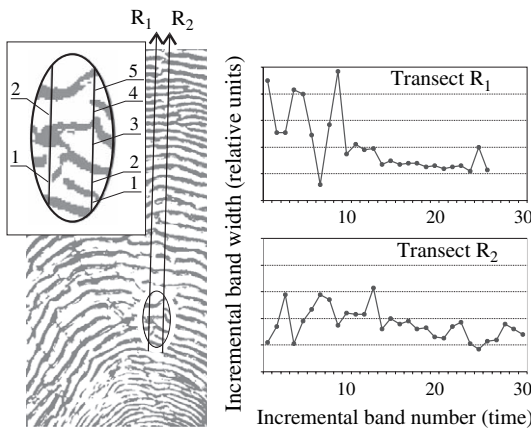 R1 R2
2 5
4
3
1 2
1
Incremental band width (relative units)
Transect R1
10 20 30
Transect R2
10 20 30
Incremental band number (time)